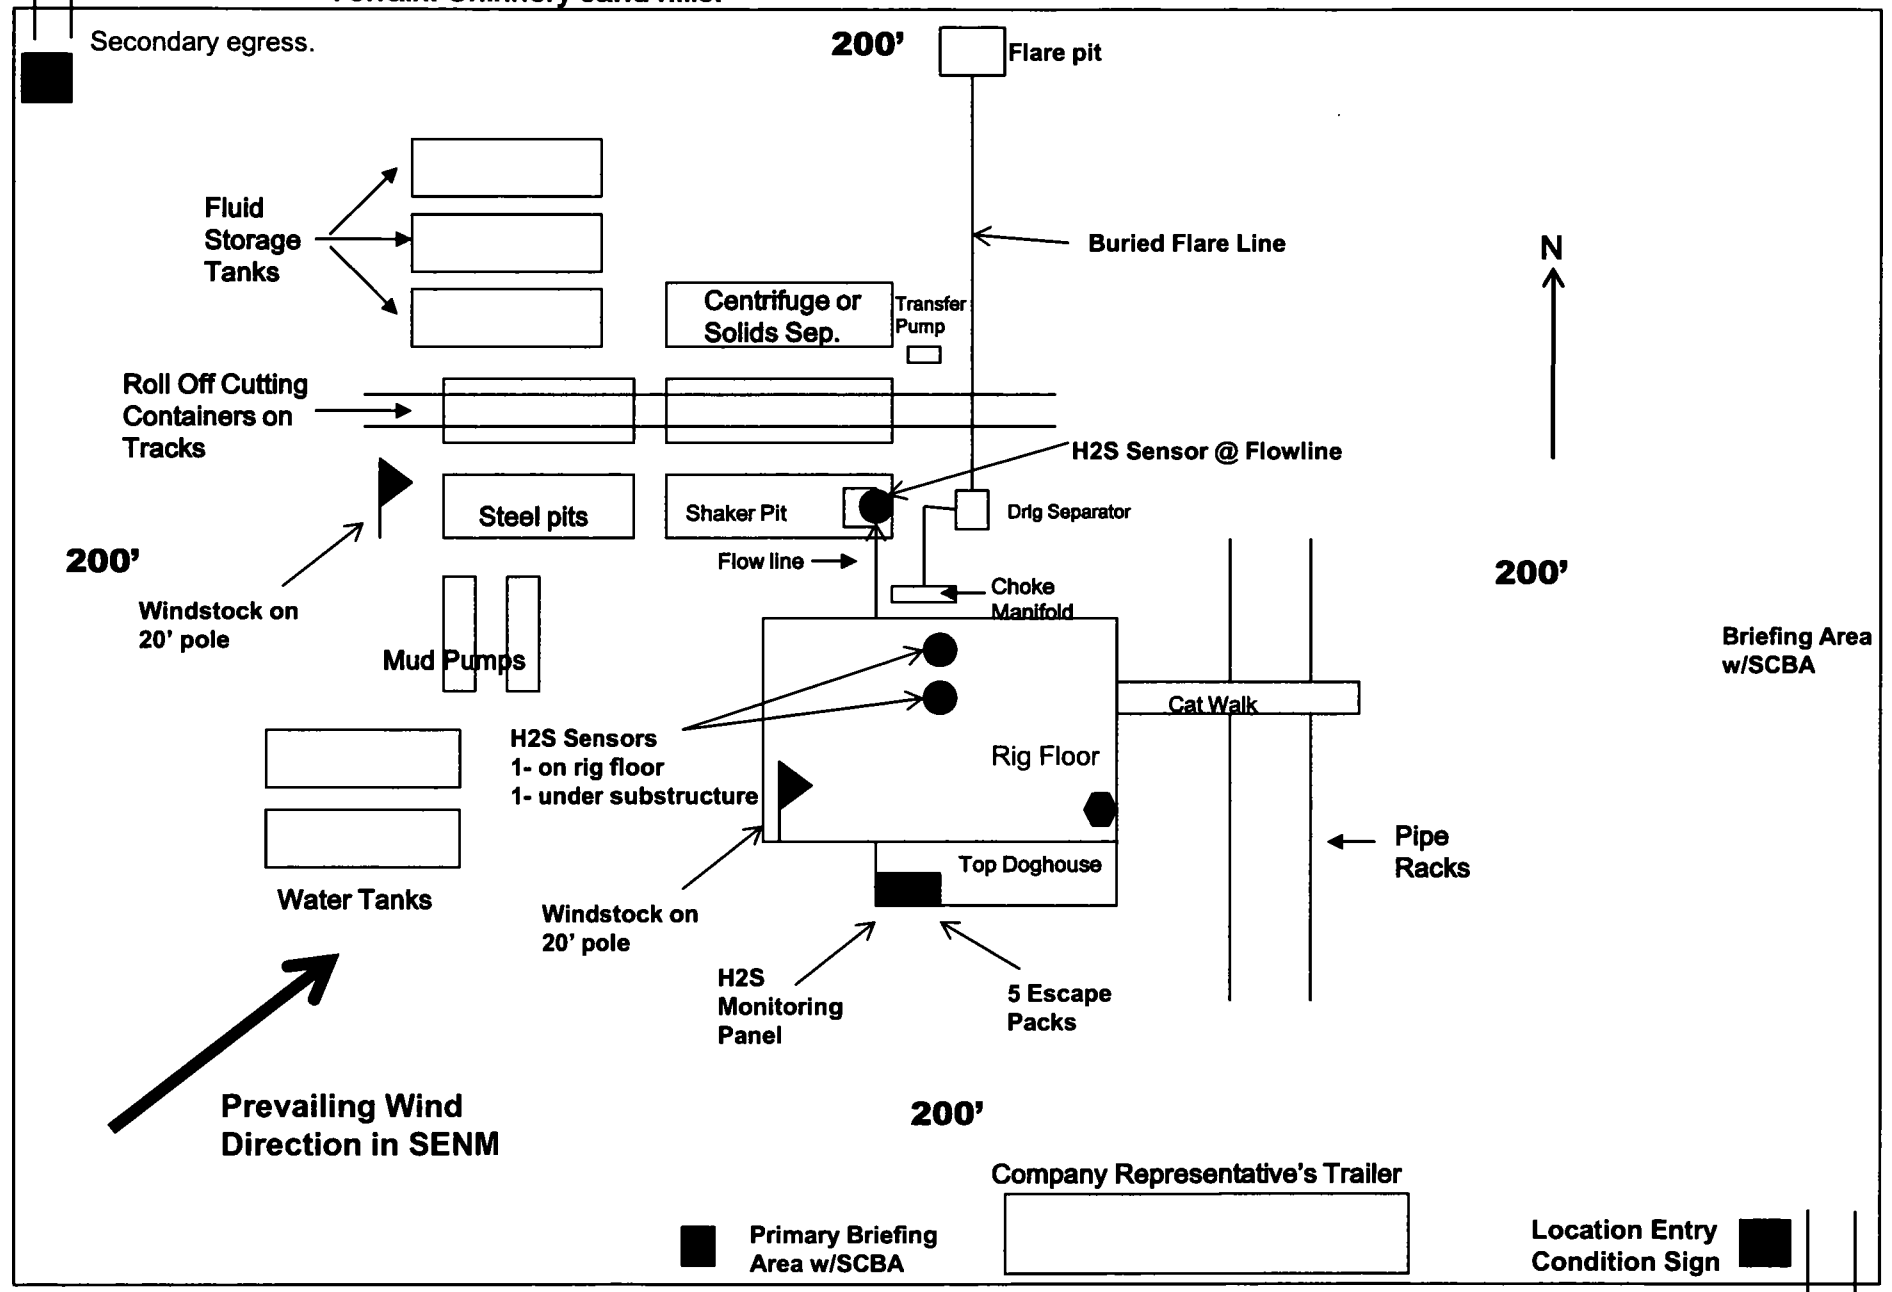 Terrain: Shinnery sand hills.
Secondary egress.
200’
Flare pit
Fluid
Storage
Tanks
Buried Flare Line
N
Centrifuge or
Solids Sep.
Transfer
Pump
Roll Off Cutting
Containers on
Tracks
H2S Sensor @ Flowline
Steel pits
Shaker Pit
Drlg Separator
200’
Flow line
200’
Choke
Manifold
Windstock on
20’ pole
Mud Pumps
Briefing Area
w/SCBA
Cat Walk
H2S Sensors
1- on rig floor
1- under substructure
Rig Floor
Pipe
Racks
Top Doghouse
Water Tanks
Windstock on
20’ pole
H2S
Monitoring
Panel
5 Escape
Packs
Prevailing Wind
Direction in SENM
200’
Company Representative’s Trailer
Primary Briefing
Area w/SCBA
Location Entry
Condition Sign